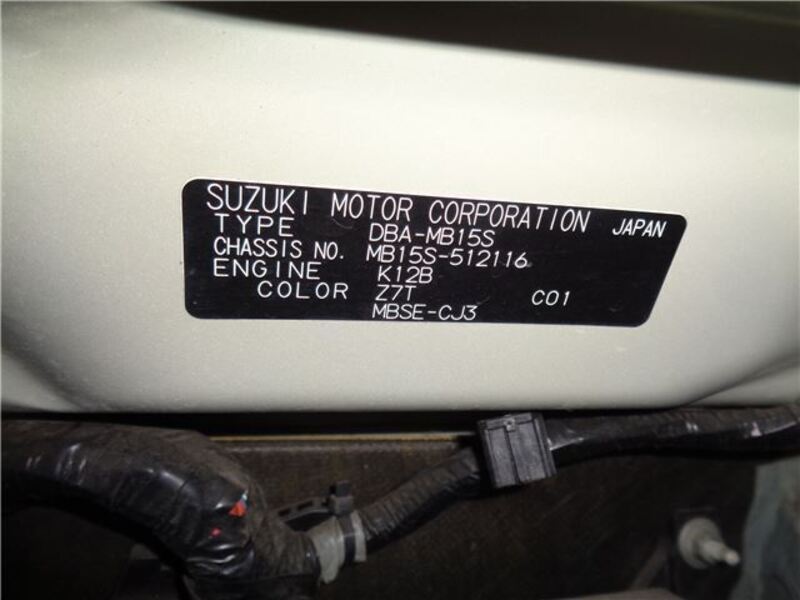 SUZUKI MOTOR CORPORATION JAPAN
TYPE DBA-MB15S
CHASSIS NO. MB15S-512116
ENGINE K12B
COLOR Z7T C01
MBSE-CJ3